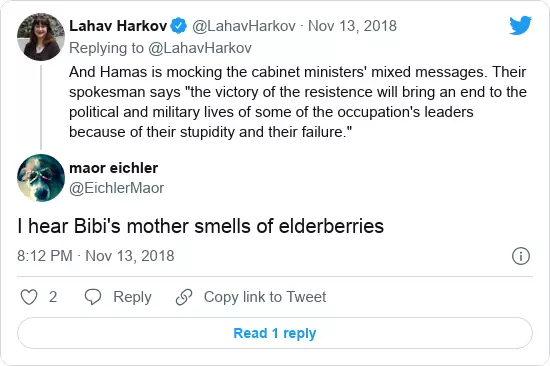 Lahav Harkov @LahavHarkov · Nov 13, 2018
Replying to @LahavHarkov
And Hamas is mocking the cabinet ministers' mixed messages. Their
spokesman says "the victory of the resistence will bring an end to the
political and military lives of some of the occupation's leaders
because of their stupidity and their failure."
maor eichler
@EichlerMaor
I hear Bibi's mother smells of elderberries
8:12 PM · Nov 13, 2018
2 Reply Copy link to Tweet
Read 1 reply